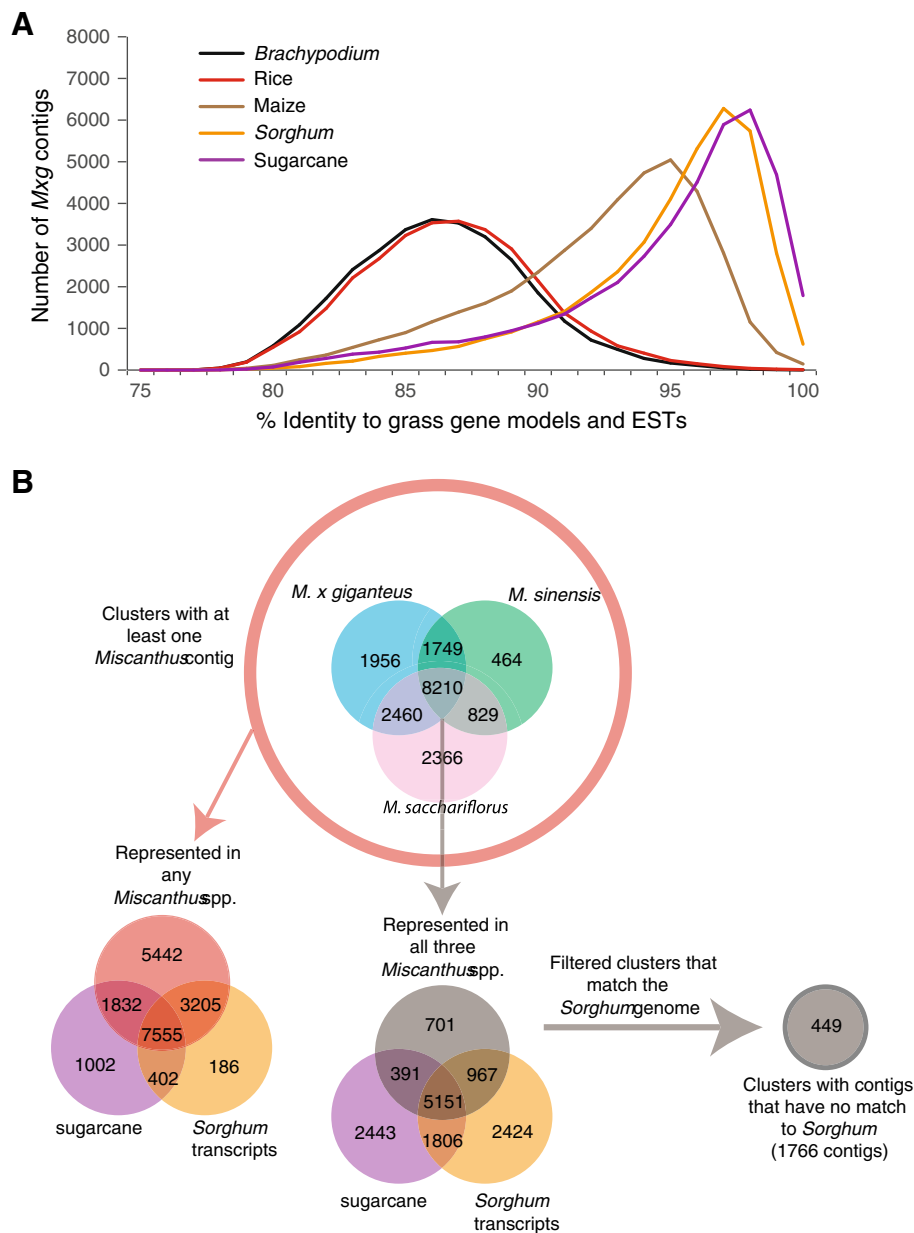 A
8000
7000
6000
5000
4000
3000
2000
1000
0
Number of Mxg contigs
Brachypodium
Rice
Maize
Sorghum
Sugarcane
75
80
85
90
95
100
% Identity to grass gene models and ESTs
B
Clusters with at
least one
Miscanthus contig
M. x giganteus
M. sinensis
1956
1749
464
8210
2460
829
2366
M. sacchariflorus
Represented in
any
Miscanthus spp.
5442
1832
3205
7555
1002
402
186
sugarcane
Sorghum
transcripts
Represented in
all three
Miscanthus spp.
701
391
967
5151
2443
1806
2424
sugarcane
Sorghum
transcripts
Filtered clusters that
match the
Sorghum genome
449
Clusters with contigs
that have no match
to Sorghum
(1766 contigs)